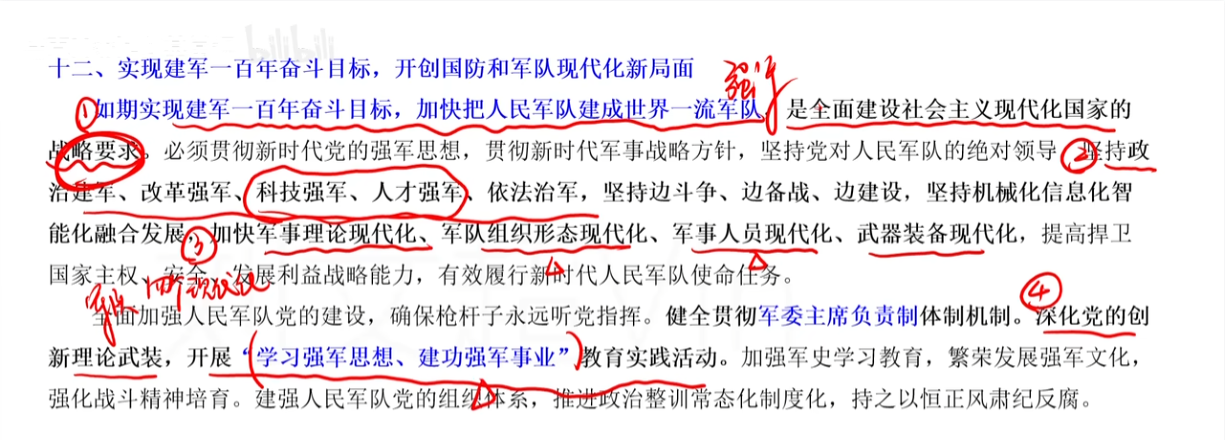 bilibili
十二、实现建军一百年奋斗目标，开创国防和军队现代化新局面
强军
① 如期实现建军一百年奋斗目标，加快把人民军队建成世界一流军队，是全面建设社会主义现代化国家的
战略要求。必须贯彻新时代党的强军思想，贯彻新时代军事战略方针，坚持党对人民军队的绝对领导，② 坚持政
治建军、改革强军、科技强军、人才强军、依法治军，坚持边斗争、边备战、边建设，坚持机械化信息化智
能化融合发展，③ 加快军事理论现代化、军队组织形态现代化、军事人员现代化、武器装备现代化，提高捍卫
国家主权、安全、发展利益战略能力，有效履行新时代人民军队使命任务。
④
全面加强人民军队党的建设，确保枪杆子永远听党指挥。健全贯彻军委主席负责制体制机制。深化党的创
新理论武装，开展“学习强军思想、建功强军事业”教育实践活动。加强军史学习教育，繁荣发展强军文化，
强化战斗精神培育。建强人民军队党的组织体系，推进政治整训常态化制度化，持之以恒正风肃纪反腐。